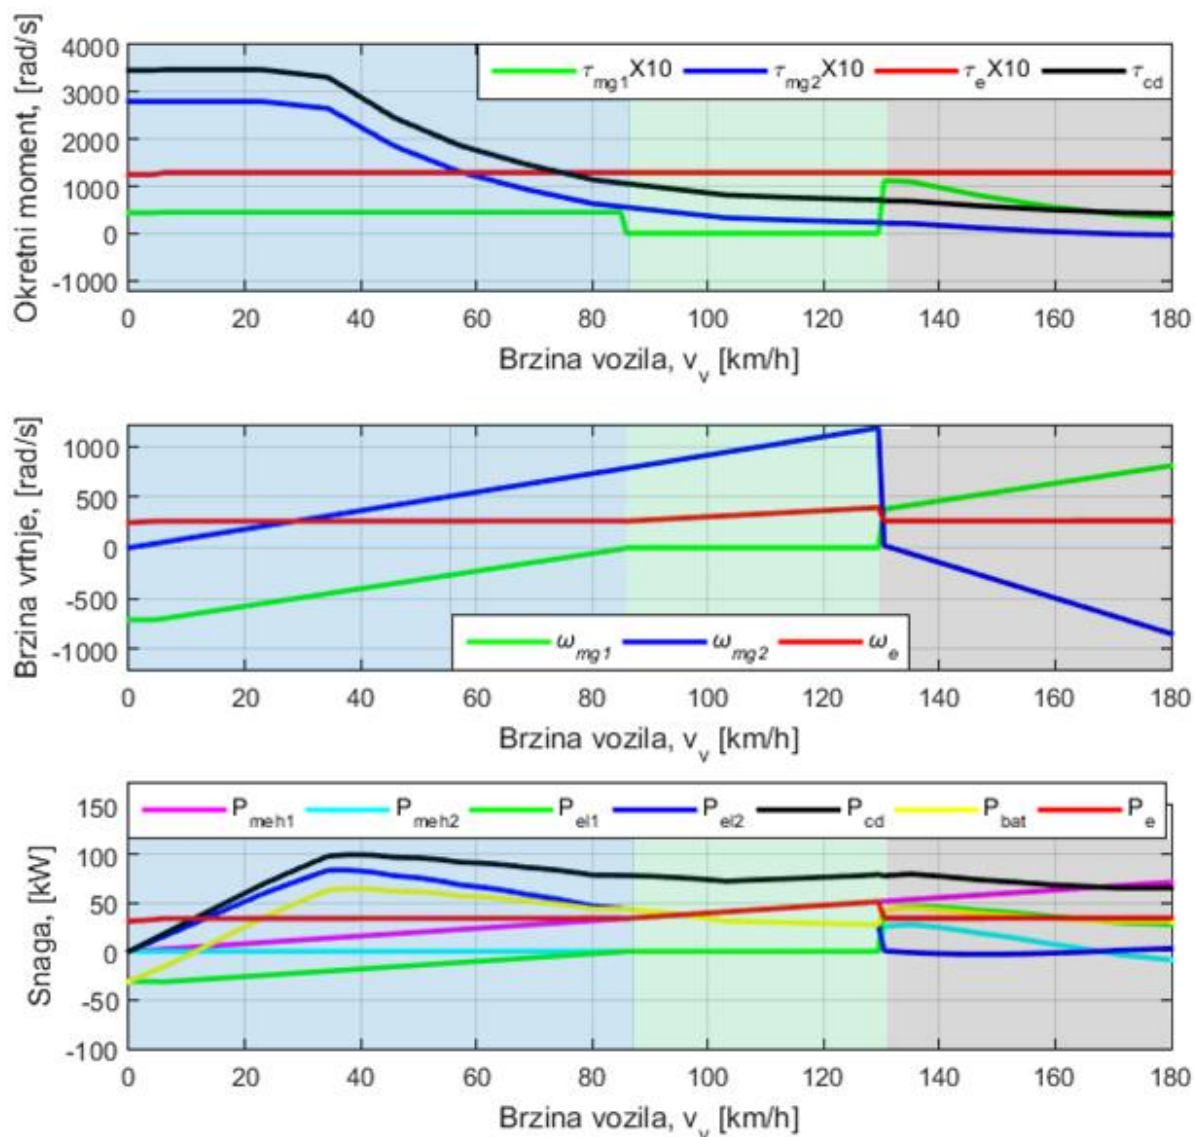 Okretni moment, [rad/s]
4000
3000
2000
1000
0
-1000
τmg1X10 τmg2X10 τeX10 τcd
0 20 40 60 80 100 120 140 160 180
Brzina vozila, vv [km/h]
Brzina vrtnje, [rad/s]
1000
500
0
-500
-1000
ωmg1 ωmg2 ωe
0 20 40 60 80 100 120 140 160 180
Brzina vozila, vv [km/h]
Snaga, [kW]
150
100
50
0
-50
-100
Pmeh1 Pmeh2 Pel1 Pel2 Pcd Pbat Pe
0 20 40 60 80 100 120 140 160 180
Brzina vozila, vv [km/h]